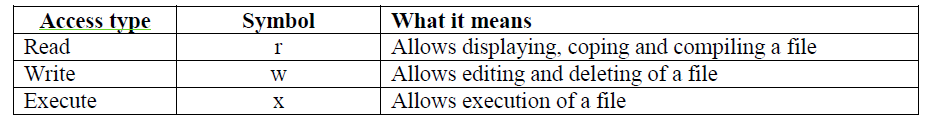 Access type Symbol What it means
Read r Allows displaying, coping and compiling a file
Write w Allows editing and deleting of a file
Execute x Allows execution of a file